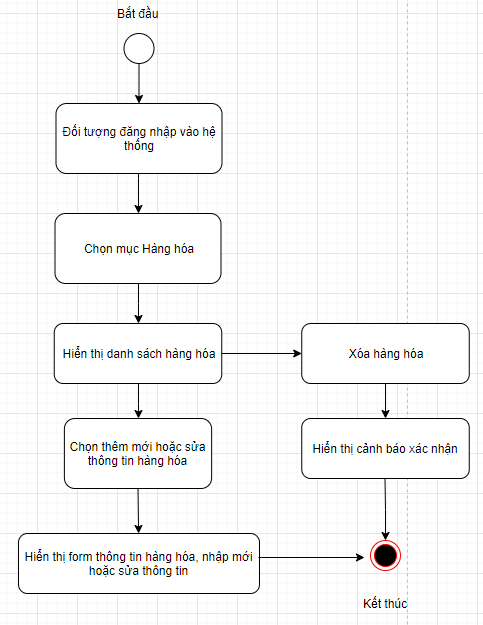 Bắt đầu
Đối tượng đăng nhập vào hệ
thống
Chọn mục Hàng hóa
Hiển thị danh sách hàng hóa
Xóa hàng hóa
Chọn thêm mới hoặc sửa
thông tin hàng hóa
Hiển thị cảnh báo xác nhận
Hiển thị form thông tin hàng hóa, nhập mới
hoặc sửa thông tin
Kết thúc